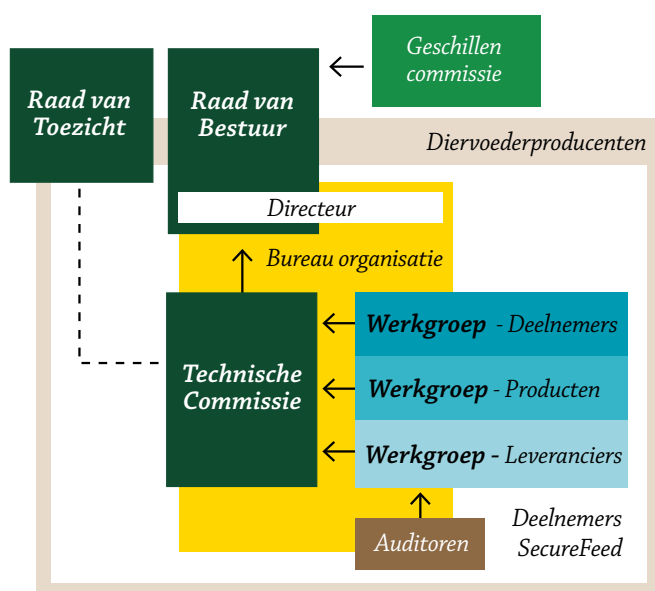 Geschillen
commissie
Raad van
Toezicht
Raad van
Bestuur
Diervoederproducenten
Directeur
Bureau organisatie
Werkgroep - Deelnemers
Technische
Commissie
Werkgroep - Producten
Werkgroep - Leveranciers
Auditoren
Deelnemers
SecureFeed